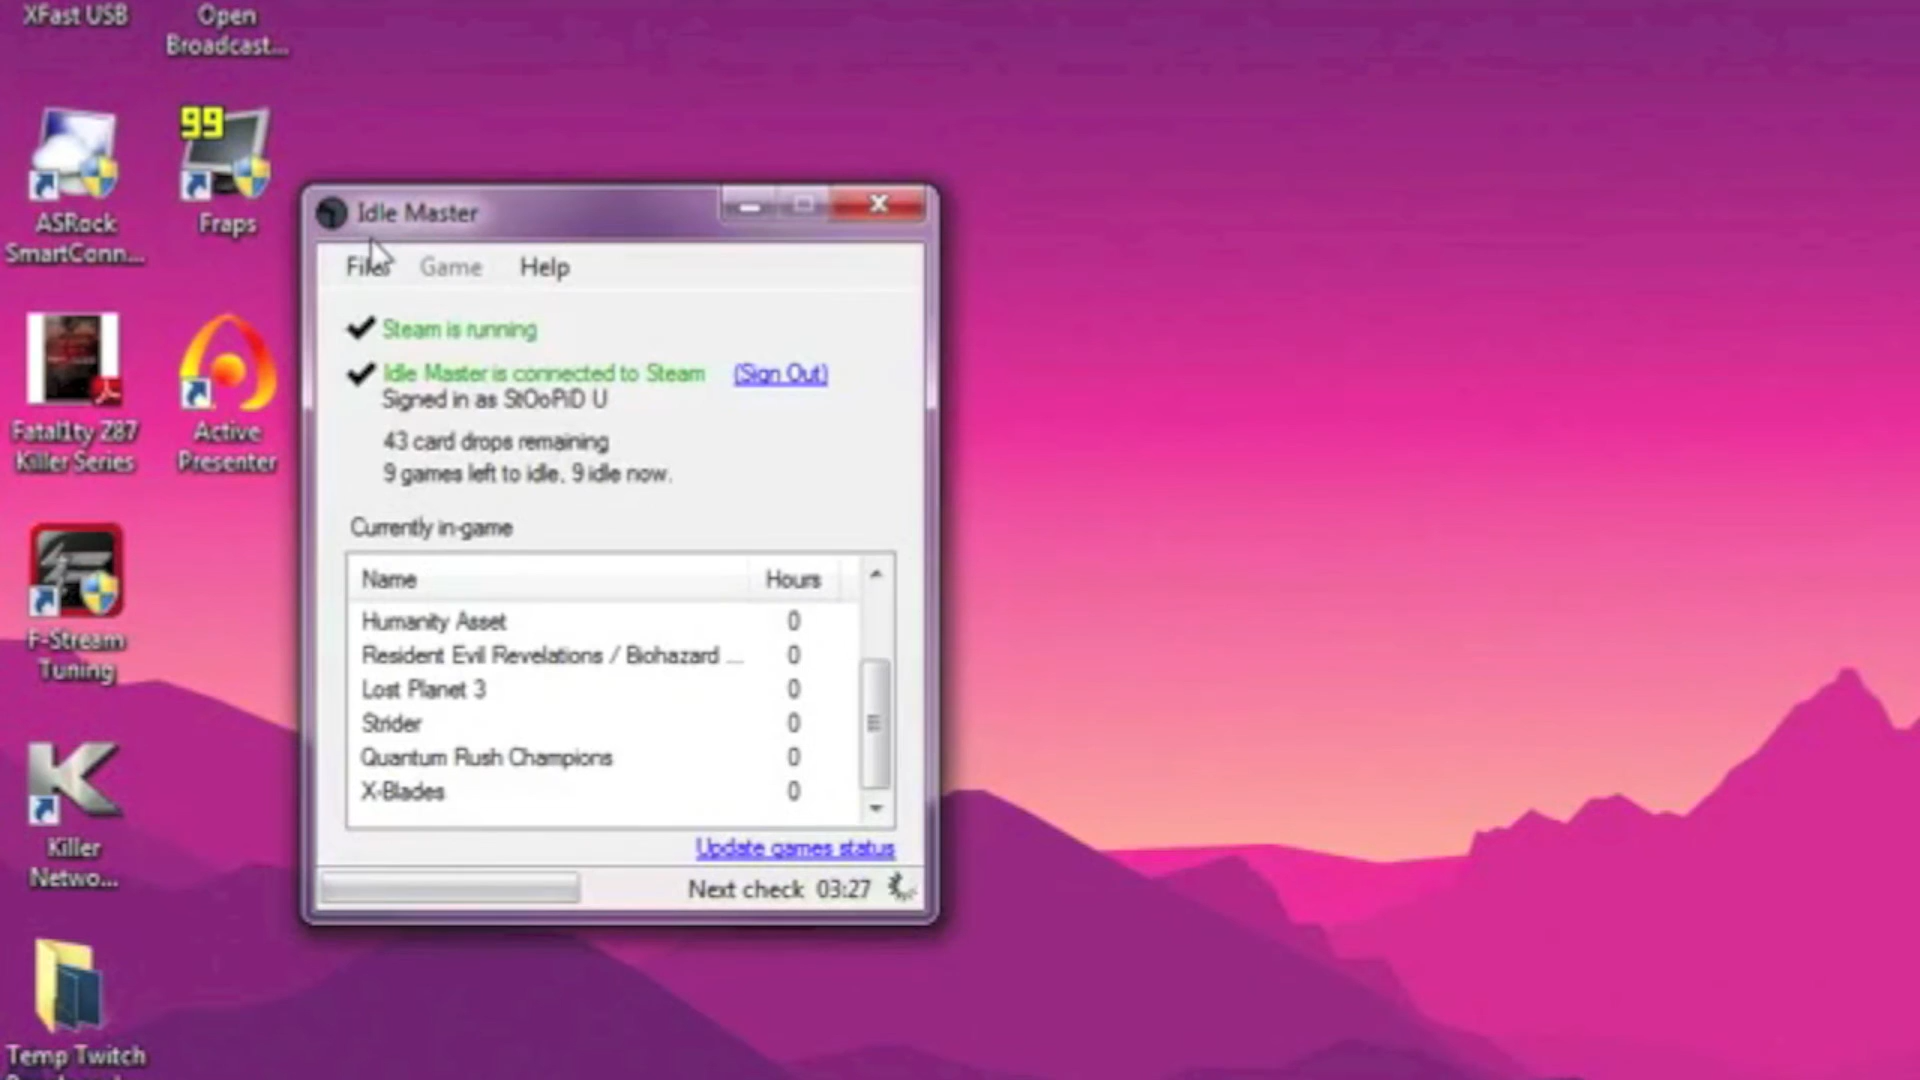 XFast USB
Open
Broadcast...
99
ASRock
SmartConn...
Fraps
Fatal1ty Z87
Killer Series
Active
Presenter
F-Stream
Tuning
Killer
Netwo...
Temp Twitch
Idle Master
Files Game Help
Steam is running
Idle Master is connected to Steam (Sign Out)
Signed in as StOoPiD U
43 card drops remaining
9 games left to idle, 9 idle now.
Currently in-game
Name Hours
Humanity Asset 0
Resident Evil Revelations / Biohazard ... 0
Lost Planet 3 0
Strider 0
Quantum Rush Champions 0
X-Blades 0
Update games status
Next check 03:27